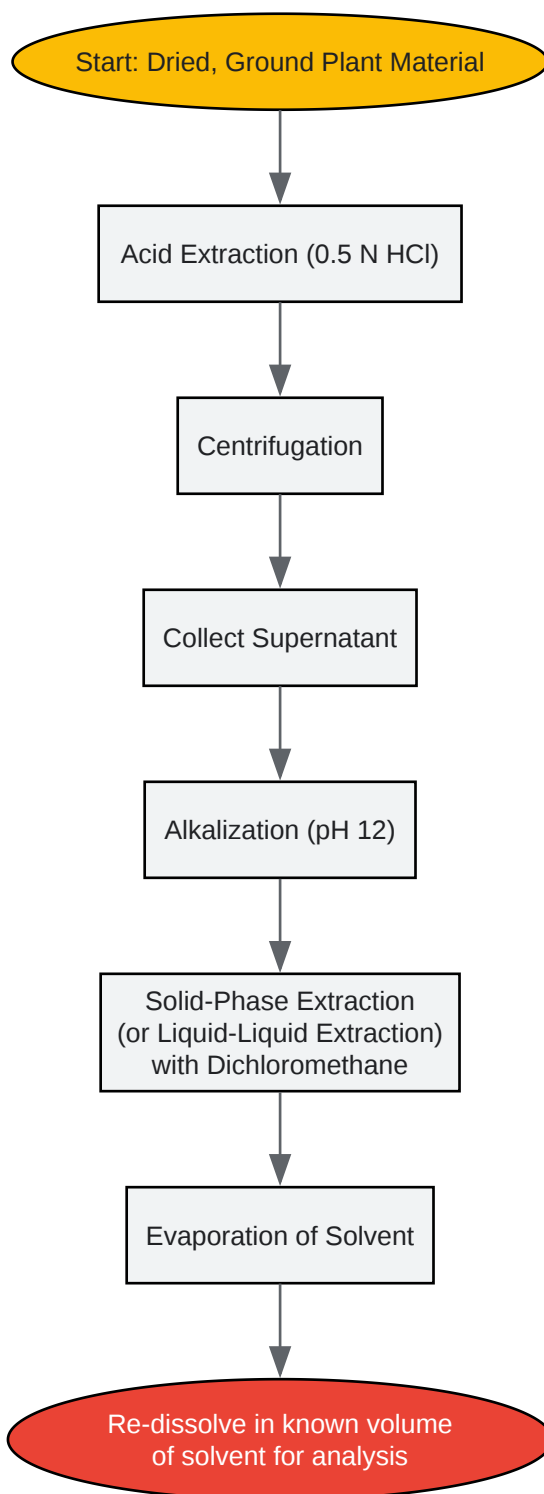 Start: Dried, Ground Plant Material
Acid Extraction (0.5 N HCl)
Centrifugation
Collect Supernatant
Alkalization (pH 12)
Solid-Phase Extraction
(or Liquid-Liquid Extraction)
with Dichloromethane
Evaporation of Solvent
Re-dissolve in known volume
of solvent for analysis